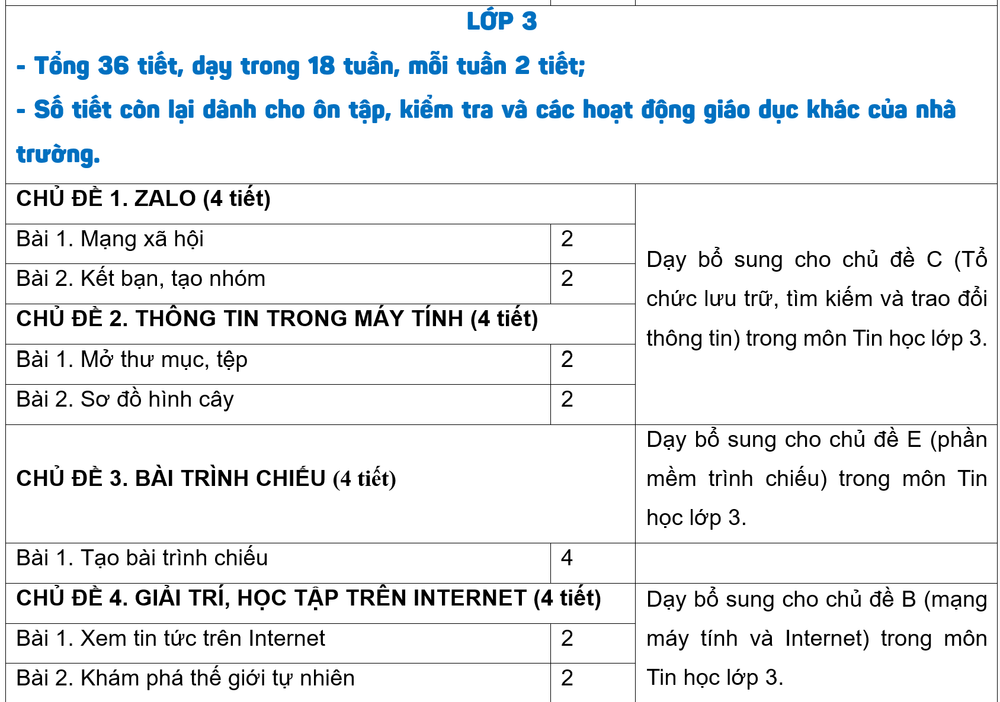 LỚP 3
- Tổng 36 tiết, dạy trong 18 tuần, mỗi tuần 2 tiết;
- Số tiết còn lại dành cho ôn tập, kiểm tra và các hoạt động giáo dục khác của nhà
trường.
CHỦ ĐỀ 1. ZALO (4 tiết)
Bài 1. Mạng xã hội 2
Bài 2. Kết bạn, tạo nhóm 2
CHỦ ĐỀ 2. THÔNG TIN TRONG MÁY TÍNH (4 tiết)
Bài 1. Mở thư mục, tệp 2
Bài 2. Sơ đồ hình cây 2
Dạy bổ sung cho chủ đề C (Tổ
chức lưu trữ, tìm kiếm và trao đổi
thông tin) trong môn Tin học lớp 3.
CHỦ ĐỀ 3. BÀI TRÌNH CHIẾU (4 tiết)
Dạy bổ sung cho chủ đề E (phần
mềm trình chiếu) trong môn Tin
học lớp 3.
Bài 1. Tạo bài trình chiếu 4
CHỦ ĐỀ 4. GIẢI TRÍ, HỌC TẬP TRÊN INTERNET (4 tiết)
Bài 1. Xem tin tức trên Internet 2
Bài 2. Khám phá thế giới tự nhiên 2
Dạy bổ sung cho chủ đề B (mạng
máy tính và Internet) trong môn
Tin học lớp 3.